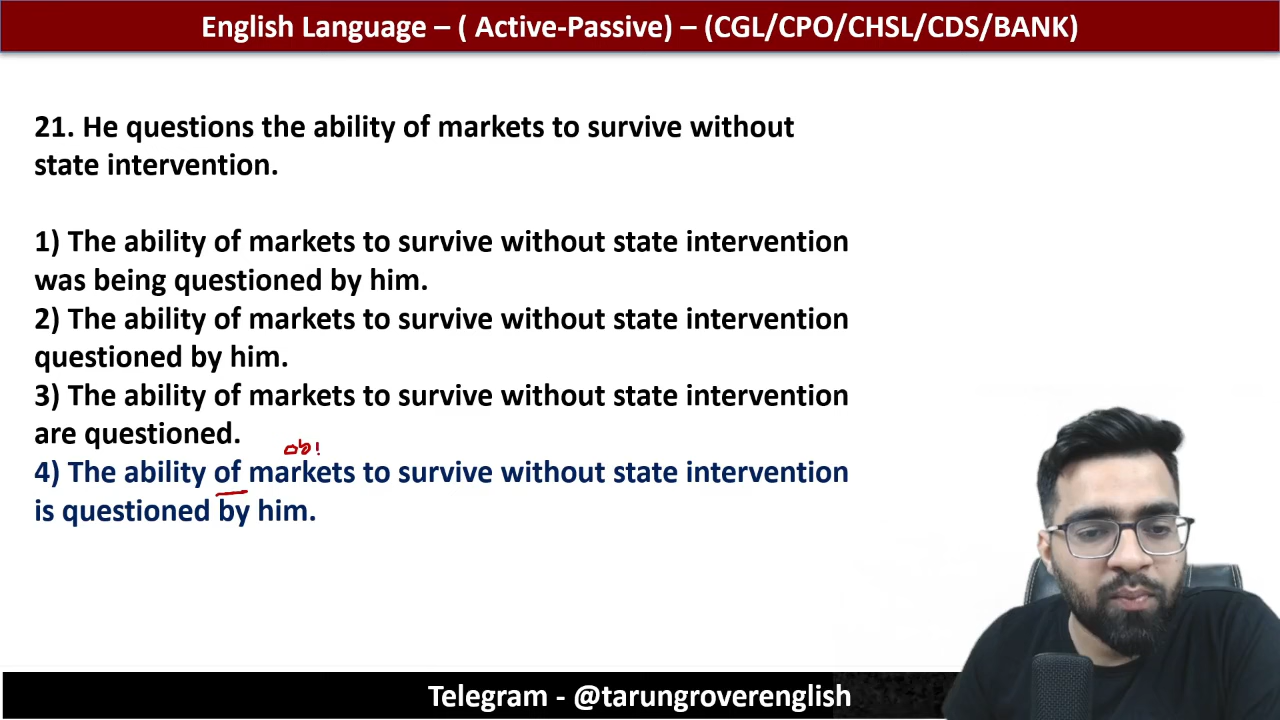 English Language – ( Active-Passive) – (CGL/CPO/CHSL/CDS/BANK)
21. He questions the ability of markets to survive without
state intervention.
1) The ability of markets to survive without state intervention
was being questioned by him.
2) The ability of markets to survive without state intervention
questioned by him.
3) The ability of markets to survive without state intervention
are questioned.
obj
4) The ability of markets to survive without state intervention
is questioned by him.
Telegram - @tarungroverenglish